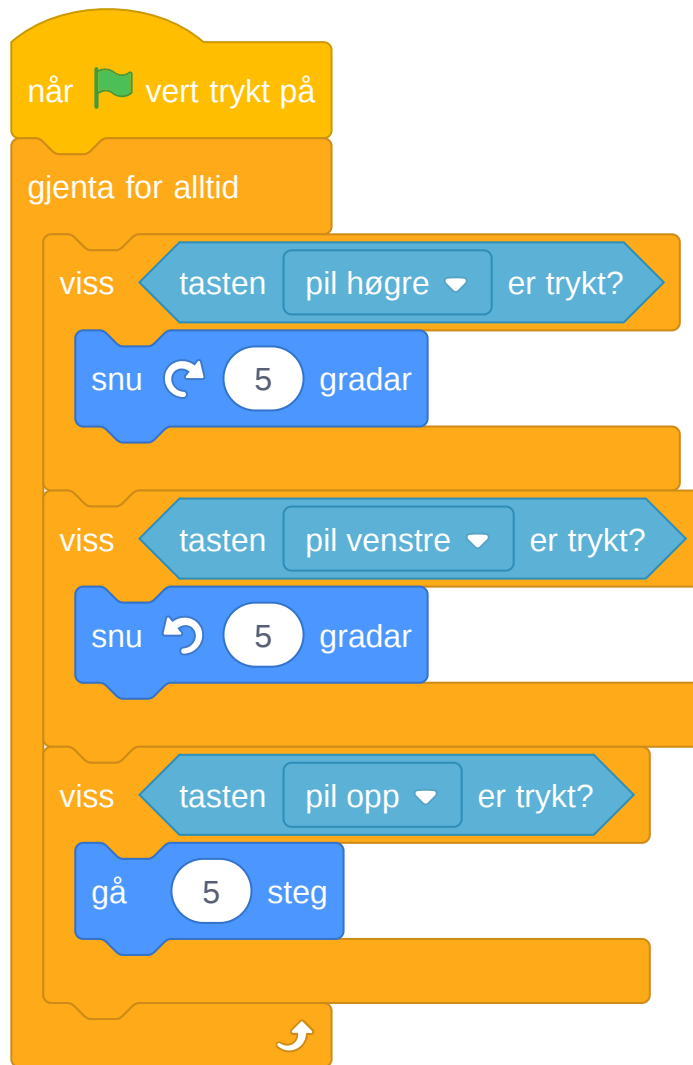 når vert trykt på
gjenta for alltid
viss tasten pil høgre er trykt?
snu 5 gradar
viss tasten pil venstre er trykt?
snu 5 gradar
viss tasten pil opp er trykt?
gå 5 steg